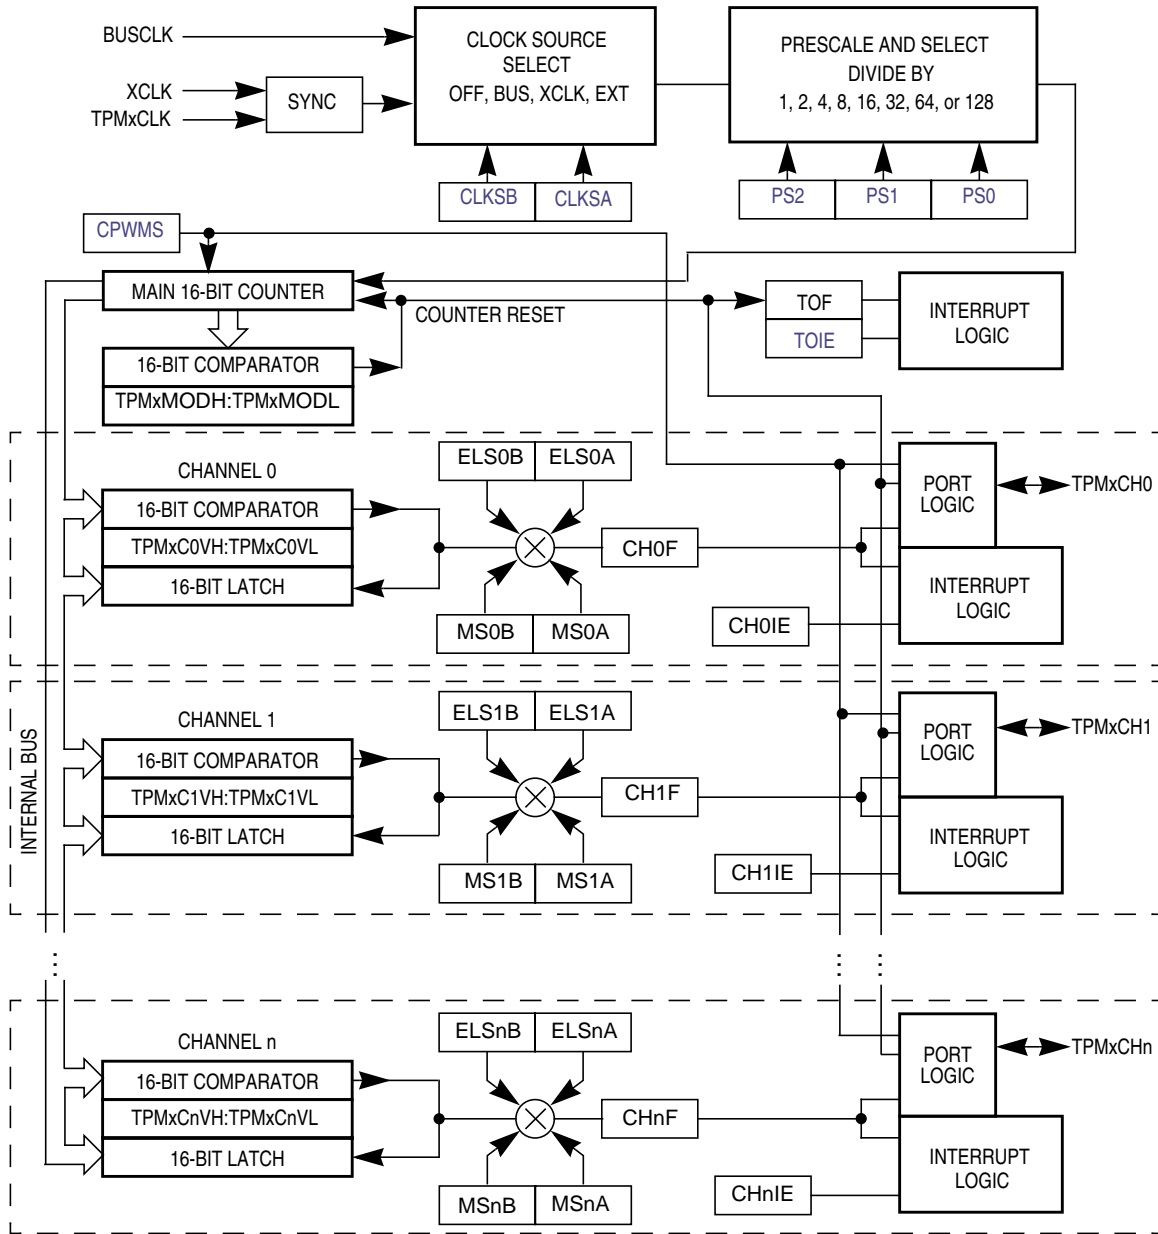 BUSCLK
XCLK
TPMxCLK
SYNC
CLOCK SOURCE
SELECT
OFF, BUS, XCLK, EXT
PRESCALE AND SELECT
DIVIDE BY
1, 2, 4, 8, 16, 32, 64, or 128
CLKSB CLKSA
PS2 PS1 PS0
CPWMS
MAIN 16-BIT COUNTER
COUNTER RESET
16-BIT COMPARATOR
TPMxMODH:TPMxMODL
TOF
TOIE
INTERRUPT
LOGIC
INTERNAL BUS
CHANNEL 0
16-BIT COMPARATOR
TPMxC0VH:TPMxC0VL
16-BIT LATCH
ELS0B ELS0A
MS0B MS0A
CH0F
CH0IE
PORT
LOGIC
INTERRUPT
LOGIC
TPMxCH0
CHANNEL 1
16-BIT COMPARATOR
TPMxC1VH:TPMxC1VL
16-BIT LATCH
ELS1B ELS1A
MS1B MS1A
CH1F
CH1IE
PORT
LOGIC
INTERRUPT
LOGIC
TPMxCH1
...
... ...
CHANNEL n
16-BIT COMPARATOR
TPMxCnVH:TPMxCnVL
16-BIT LATCH
ELSnB ELSnA
MSnB MSnA
CHnF
CHnIE
PORT
LOGIC
INTERRUPT
LOGIC
TPMxCHn